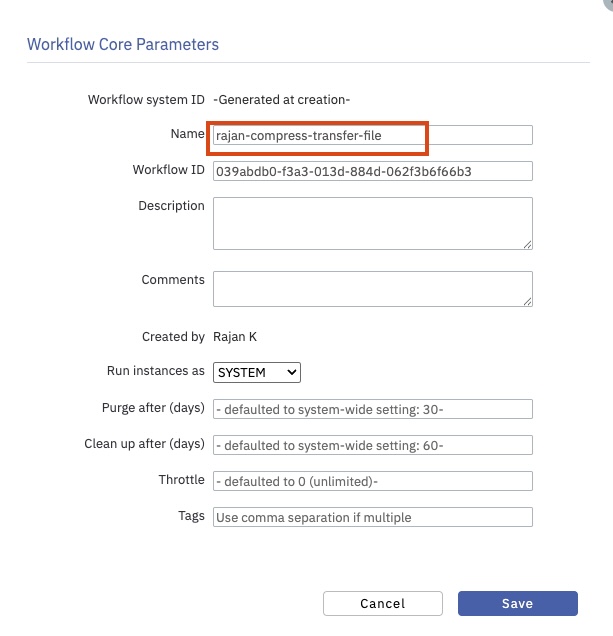 Workflow Core Parameters
Workflow system ID -Generated at creation-
Name rajan-compress-transfer-file
Workflow ID 039abdb0-f3a3-013d-884d-062f3b6f66b3
Description
Comments
Created by Rajan K
Run instances as SYSTEM
Purge after (days) - defaulted to system-wide setting: 30-
Clean up after (days) - defaulted to system-wide setting: 60-
Throttle - defaulted to 0 (unlimited)-
Tags Use comma separation if multiple
Cancel Save